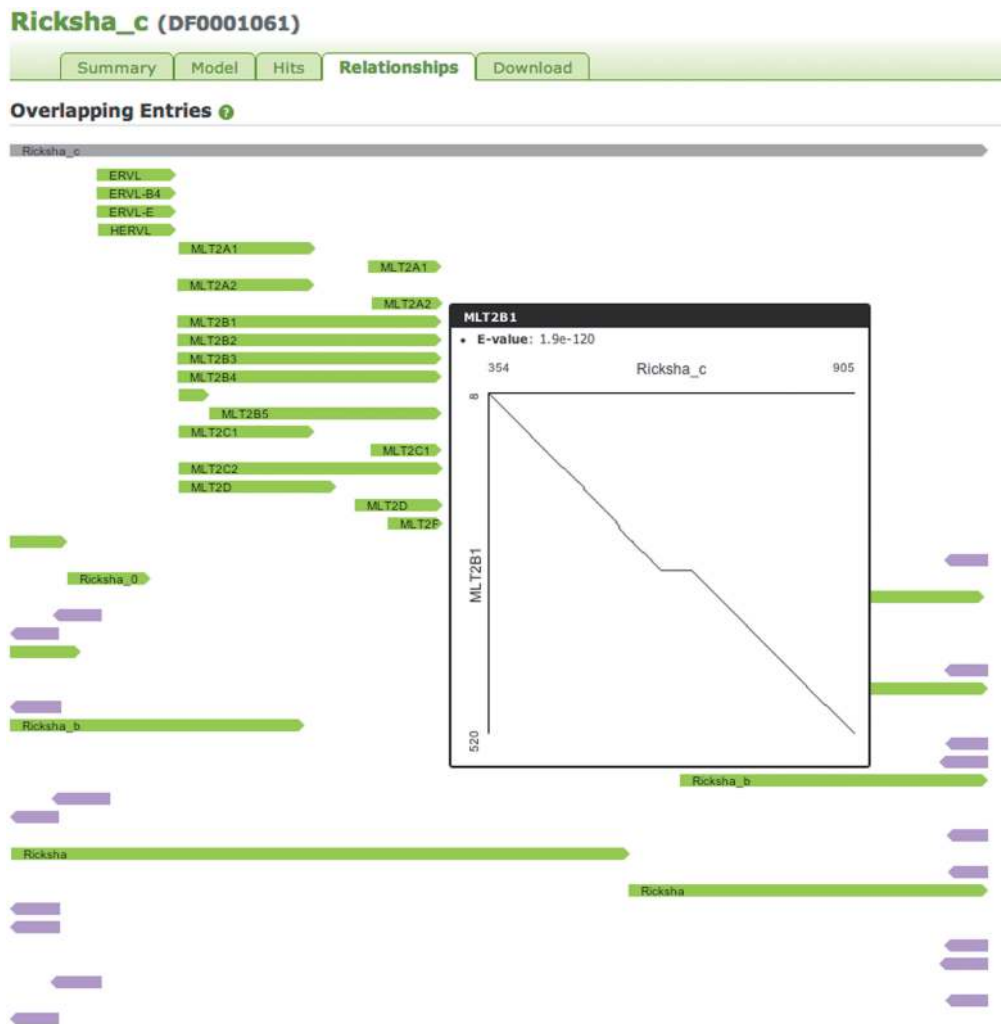 Ricksha_c (DF0001061)
Summary Model Hits Relationships Download
Overlapping Entries ?
Ricksha_c
ERVL
ERVL-B4
ERVL-E
HERVL
MLT2A1
MLT2A1
MLT2A2
MLT2A2
MLT2B1
MLT2B2
MLT2B3
MLT2B4
MLT2B5
MLT2C1
MLT2C1
MLT2C2
MLT2D
MLT2D
MLT2F
MLT2B1
• E-value: 1.9e-120
354 Ricksha_c 905
8
MLT2B1
520
Ricksha_0
Ricksha_b
Ricksha_b
Ricksha
Ricksha